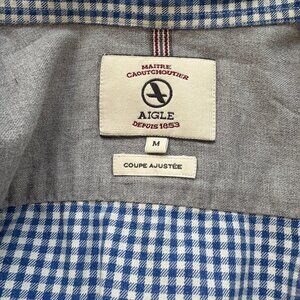 MAITRE
CAOUTCHOUTIER
AIGLE
DEPUIS 1853
M
COUPE AJUSTÉE